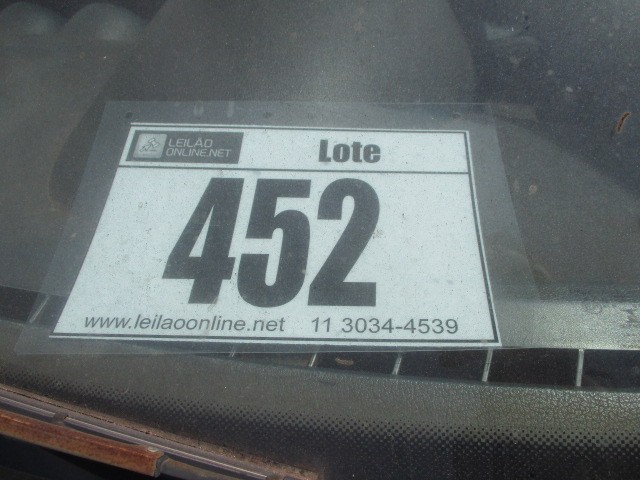 LEILÃO
ONLINE.NET
Lote
452
www.leilaoonline.net 11 3034-4539